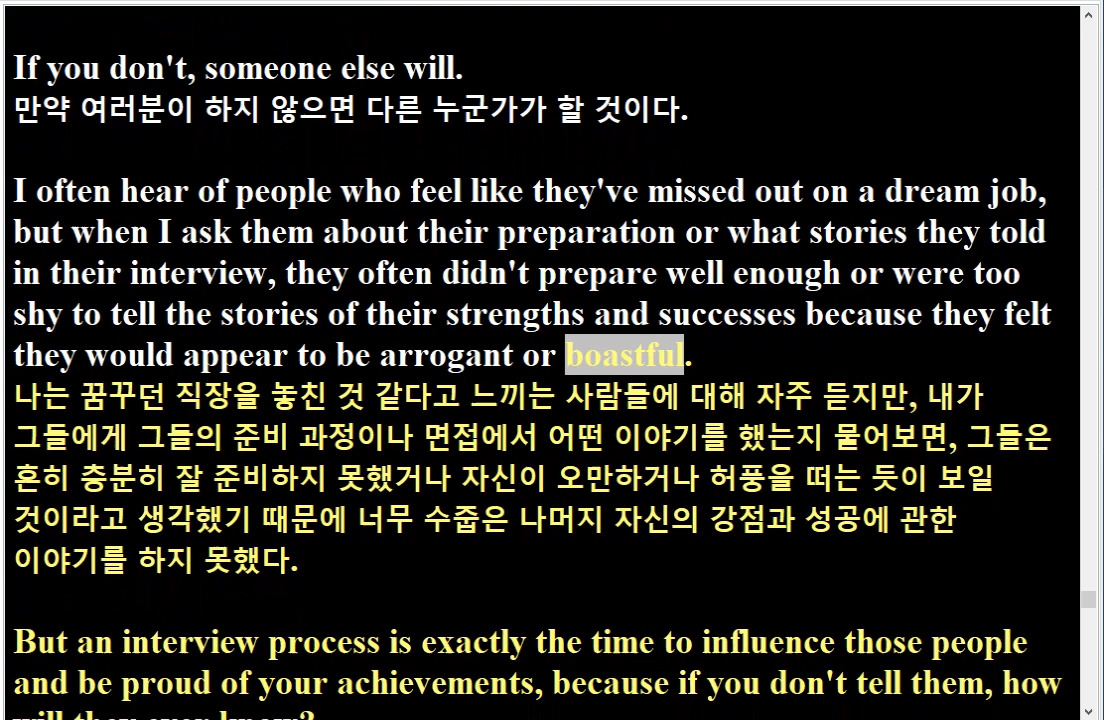 If you don't, someone else will.
만약 여러분이 하지 않으면 다른 누군가가 할 것이다.
I often hear of people who feel like they've missed out on a dream job,
but when I ask them about their preparation or what stories they told
in their interview, they often didn't prepare well enough or were too
shy to tell the stories of their strengths and successes because they felt
they would appear to be arrogant or boastful.
나는 꿈꾸던 직장을 놓친 것 같다고 느끼는 사람들에 대해 자주 듣지만, 내가
그들에게 그들의 준비 과정이나 면접에서 어떤 이야기를 했는지 물어보면, 그들은
흔히 충분히 잘 준비하지 못했거나 자신이 오만하거나 허풍을 떠는 듯이 보일
것이라고 생각했기 때문에 너무 수줍은 나머지 자신의 강점과 성공에 관한
이야기를 하지 못했다.
But an interview process is exactly the time to influence those people
and be proud of your achievements, because if you don't tell them, how
will they ever know?